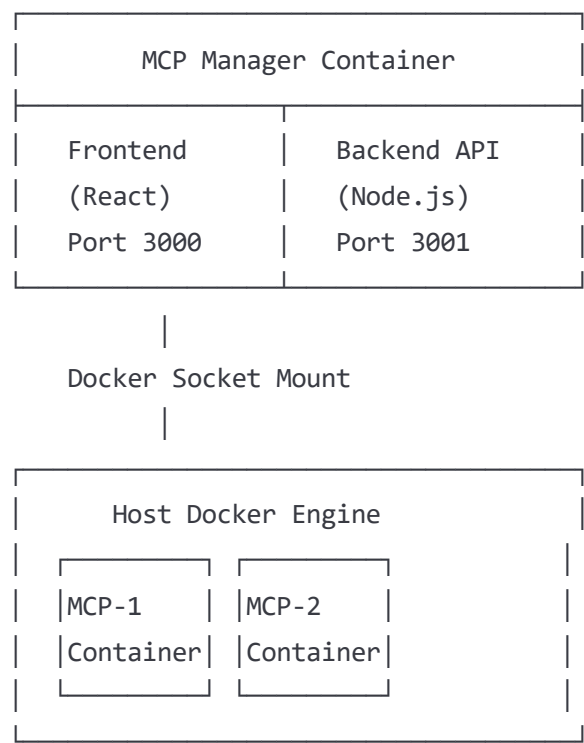 MCP Manager Container
Frontend Backend API
(React) (Node.js)
Port 3000 Port 3001
Docker Socket Mount
Host Docker Engine
MCP-1 MCP-2
Container Container